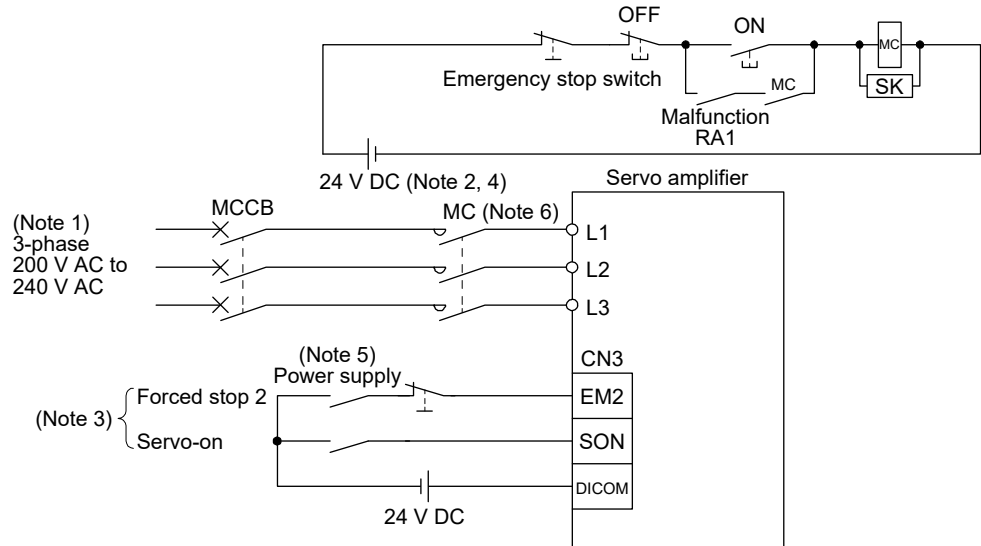 OFF
ON
MC
Emergency stop switch
SK
MC
Malfunction
RA1
24 V DC (Note 2, 4)
Servo amplifier
(Note 1)
3-phase
200 V AC to
240 V AC
MCCB
MC (Note 6)
L1
L2
L3
CN3
(Note 5)
Power supply
(Note 3)
Forced stop 2
EM2
Servo-on
SON
DICOM
24 V DC